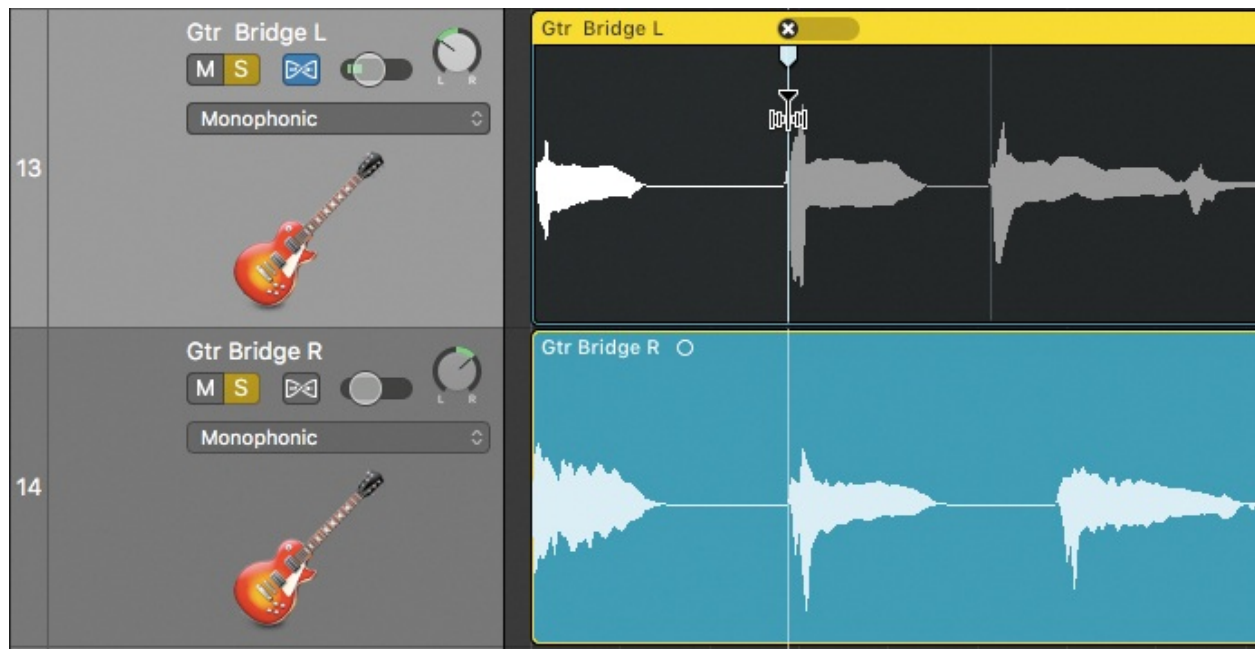 Gtr Bridge L
M S
L R
Monophonic
13
Gtr Bridge L
Gtr Bridge R
M S
L R
Monophonic
14
Gtr Bridge R